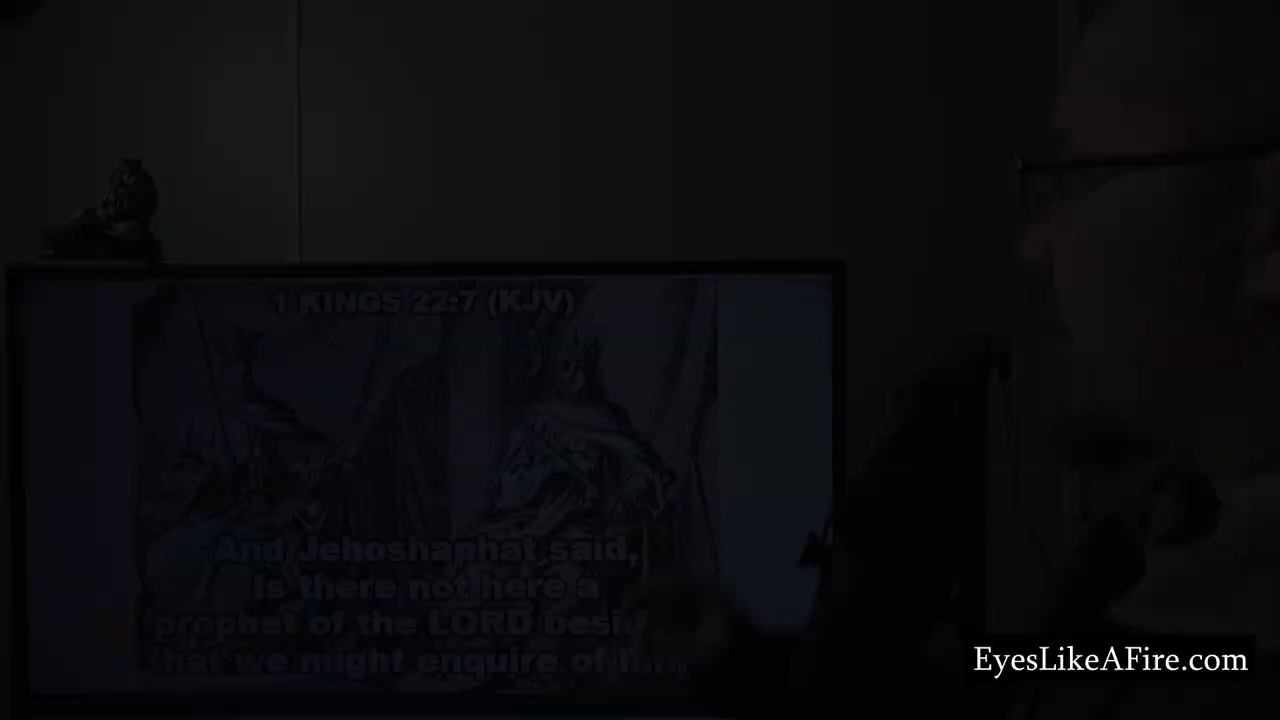 1 KINGS 22:7 (KJV)
And Jehoshaphat said,
Is there not here a
prophet of the LORD
that we might enquire of
EyesLikeAFire.com